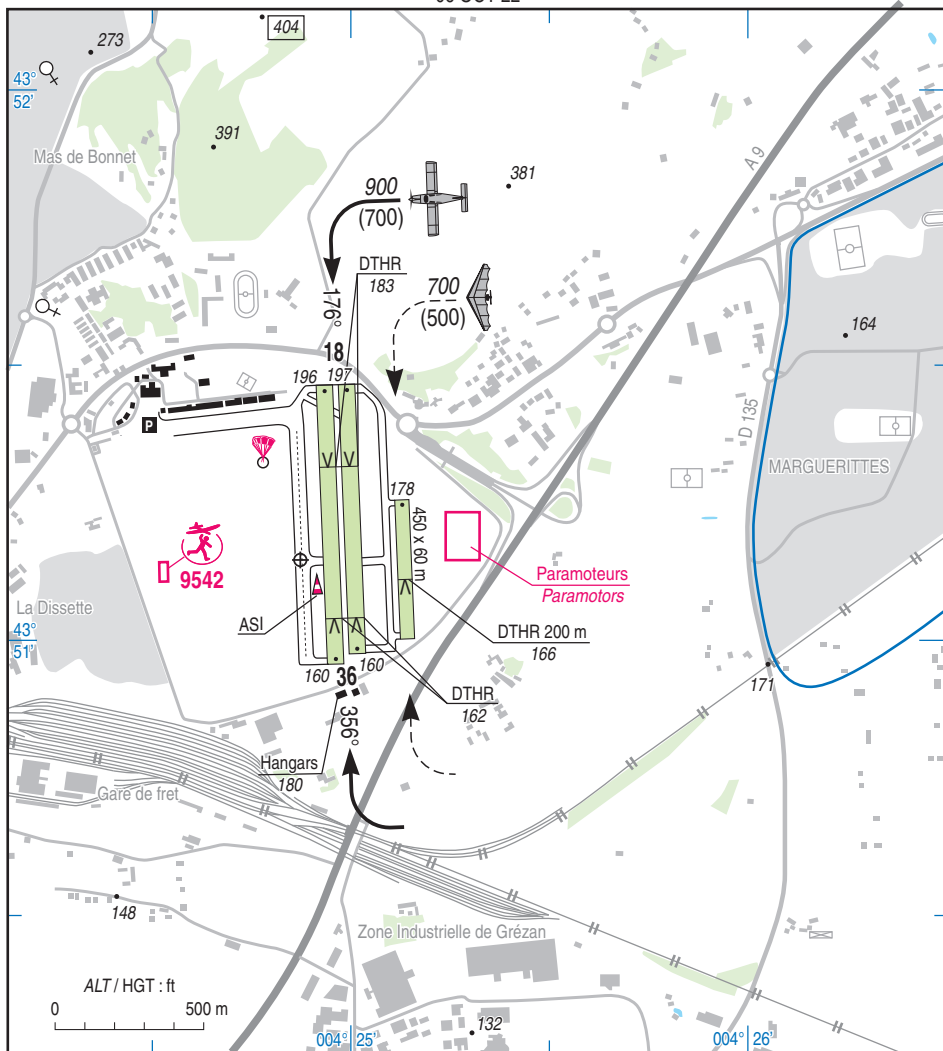 404
273
43°
52'
391
Mas de Bonnet
900
(700)
381
A 9
DTHR
183
700
(500)
176°
164
18
196
197
P
D 135
MARGUERITTES
178
450 x 60 m
9542
Paramoteurs
Paramotors
La Dissette
ASI
DTHR 200 m
166
43°
51'
160
160
36
171
DTHR
162
356°
Hangars
180
Gare de fret
148
Zone Industrielle de Grézan
ALT / HGT : ft
0
500 m
132
004° 25'
004° 26'